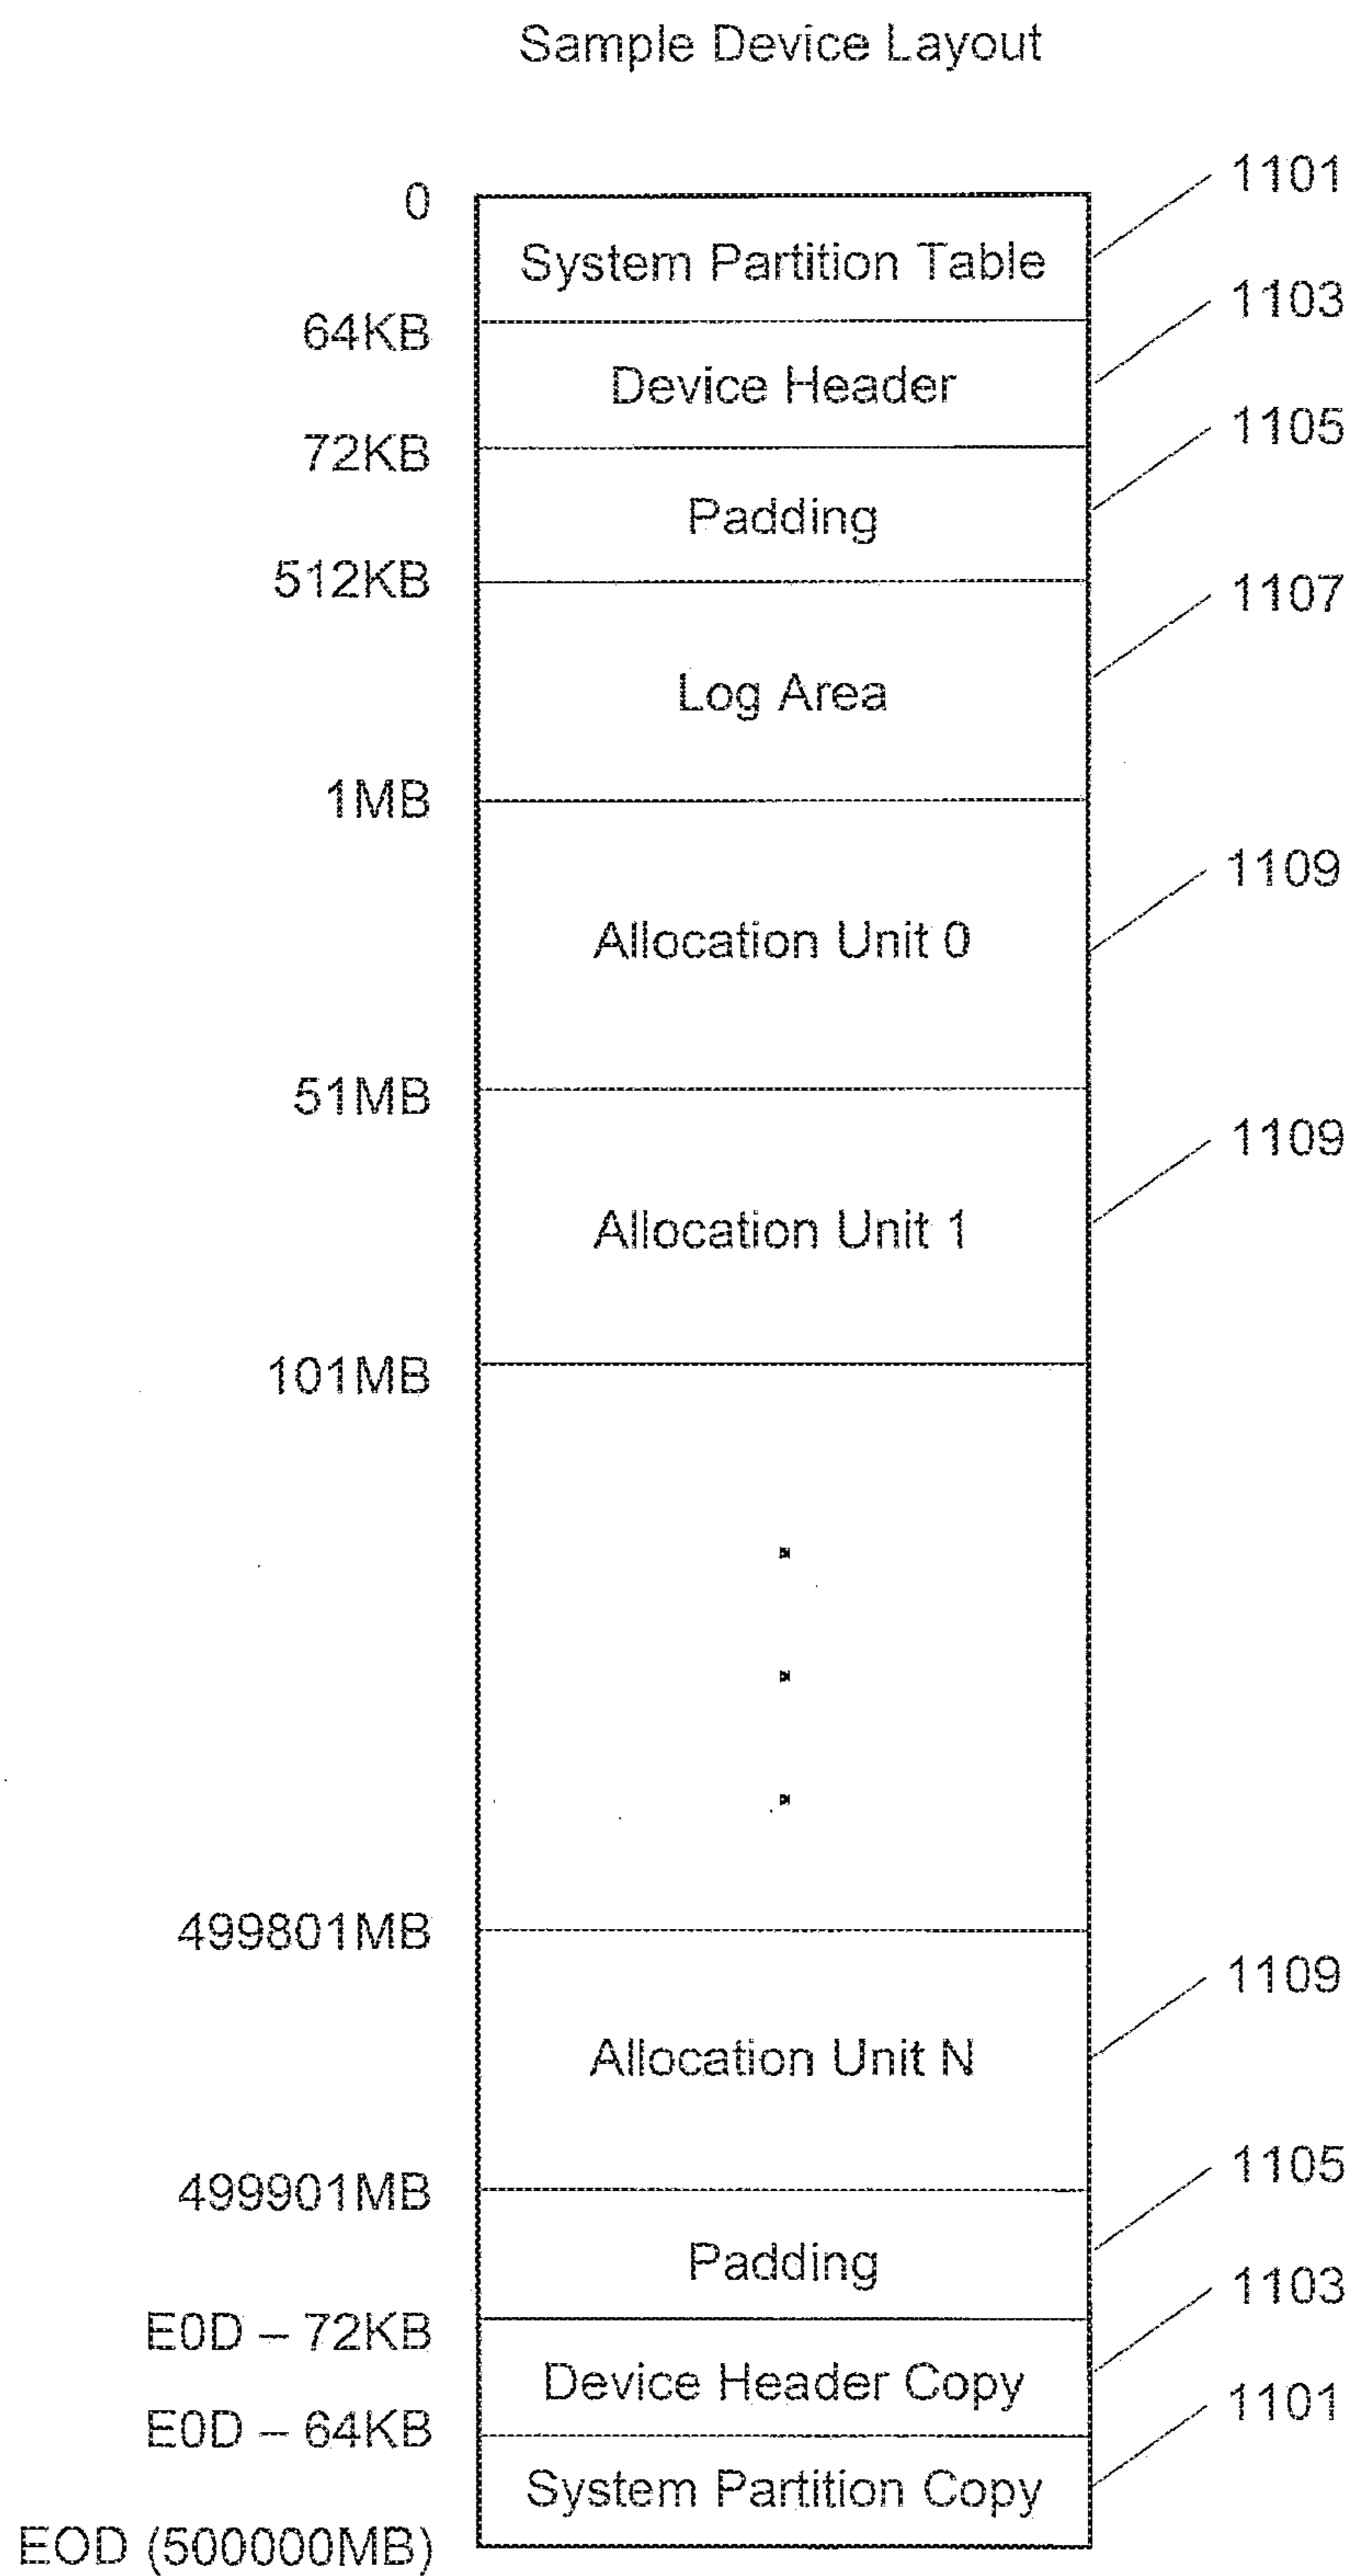 Sample Device Layout
0
1101
System Partition Table
64KB
1103
Device Header
72KB
1105
Padding
512KB
1107
Log Area
1MB
1109
Allocation Unit 0
51MB
1109
Allocation Unit 1
101MB
499801MB
1109
Allocation Unit N
499901MB
1105
Padding
E0D – 72KB
1103
Device Header Copy
E0D – 64KB
1101
System Partition Copy
EOD (500000MB)